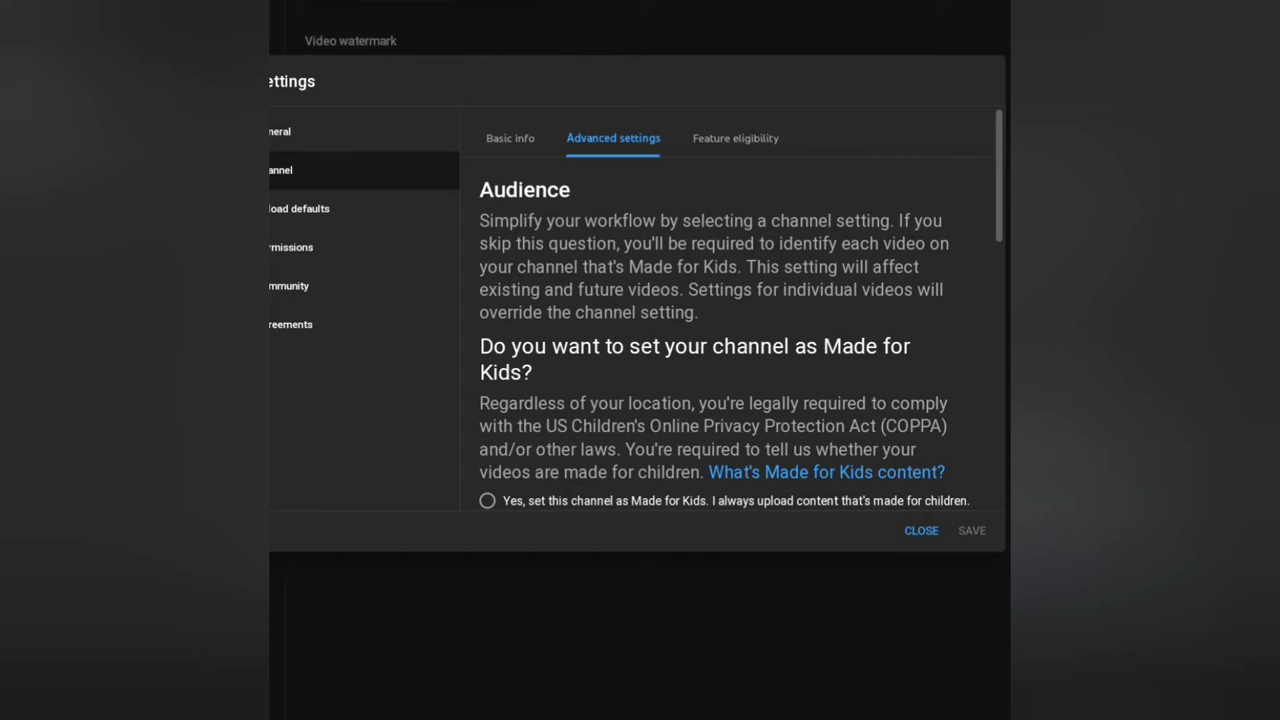 Video watermark
ettings
neral
annel
load defaults
rmissions
mmunity
reements
Basic info
Advanced settings
Feature eligibility
Audience
Simplify your workflow by selecting a channel setting. If you
skip this question, you'll be required to identify each video on
your channel that's Made for Kids. This setting will affect
existing and future videos. Settings for individual videos will
override the channel setting.
Do you want to set your channel as Made for
Kids?
Regardless of your location, you're legally required to comply
with the US Children's Online Privacy Protection Act (COPPA)
and/or other laws. You're required to tell us whether your
videos are made for children. What's Made for Kids content?
Yes, set this channel as Made for Kids. I always upload content that's made for children.
CLOSE
SAVE